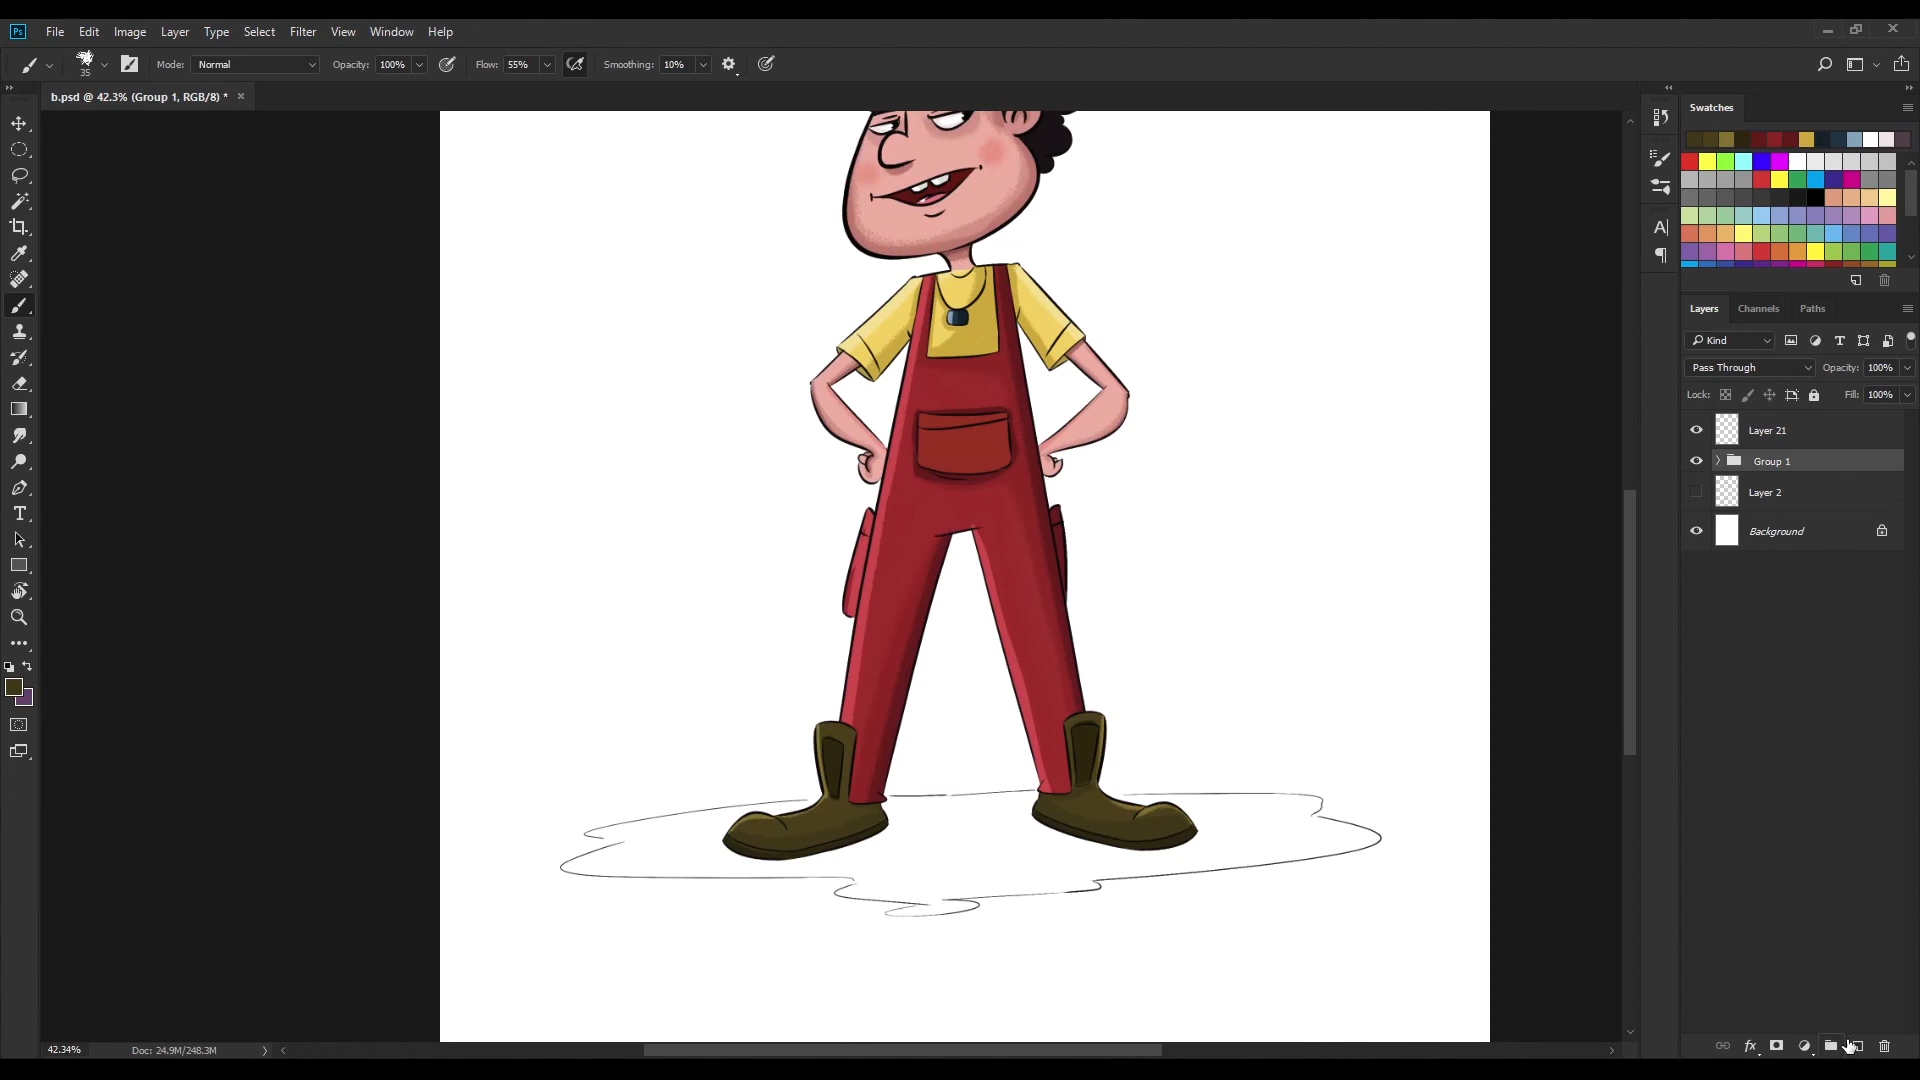 Ps File Edit Image Layer Type Select Filter View Window Help
35 Mode: Normal Opacity: 100% Flow: 55% Smoothing: 10%
b.psd @ 42.3% (Group 1, RGB/8) *
Swatches
Layers Channels Paths
Kind
Pass Through Opacity: 100%
Lock: Fill: 100%
Layer 21
Group 1
Layer 2
Background
42.34% Doc: 24.9M/248.3M
fx